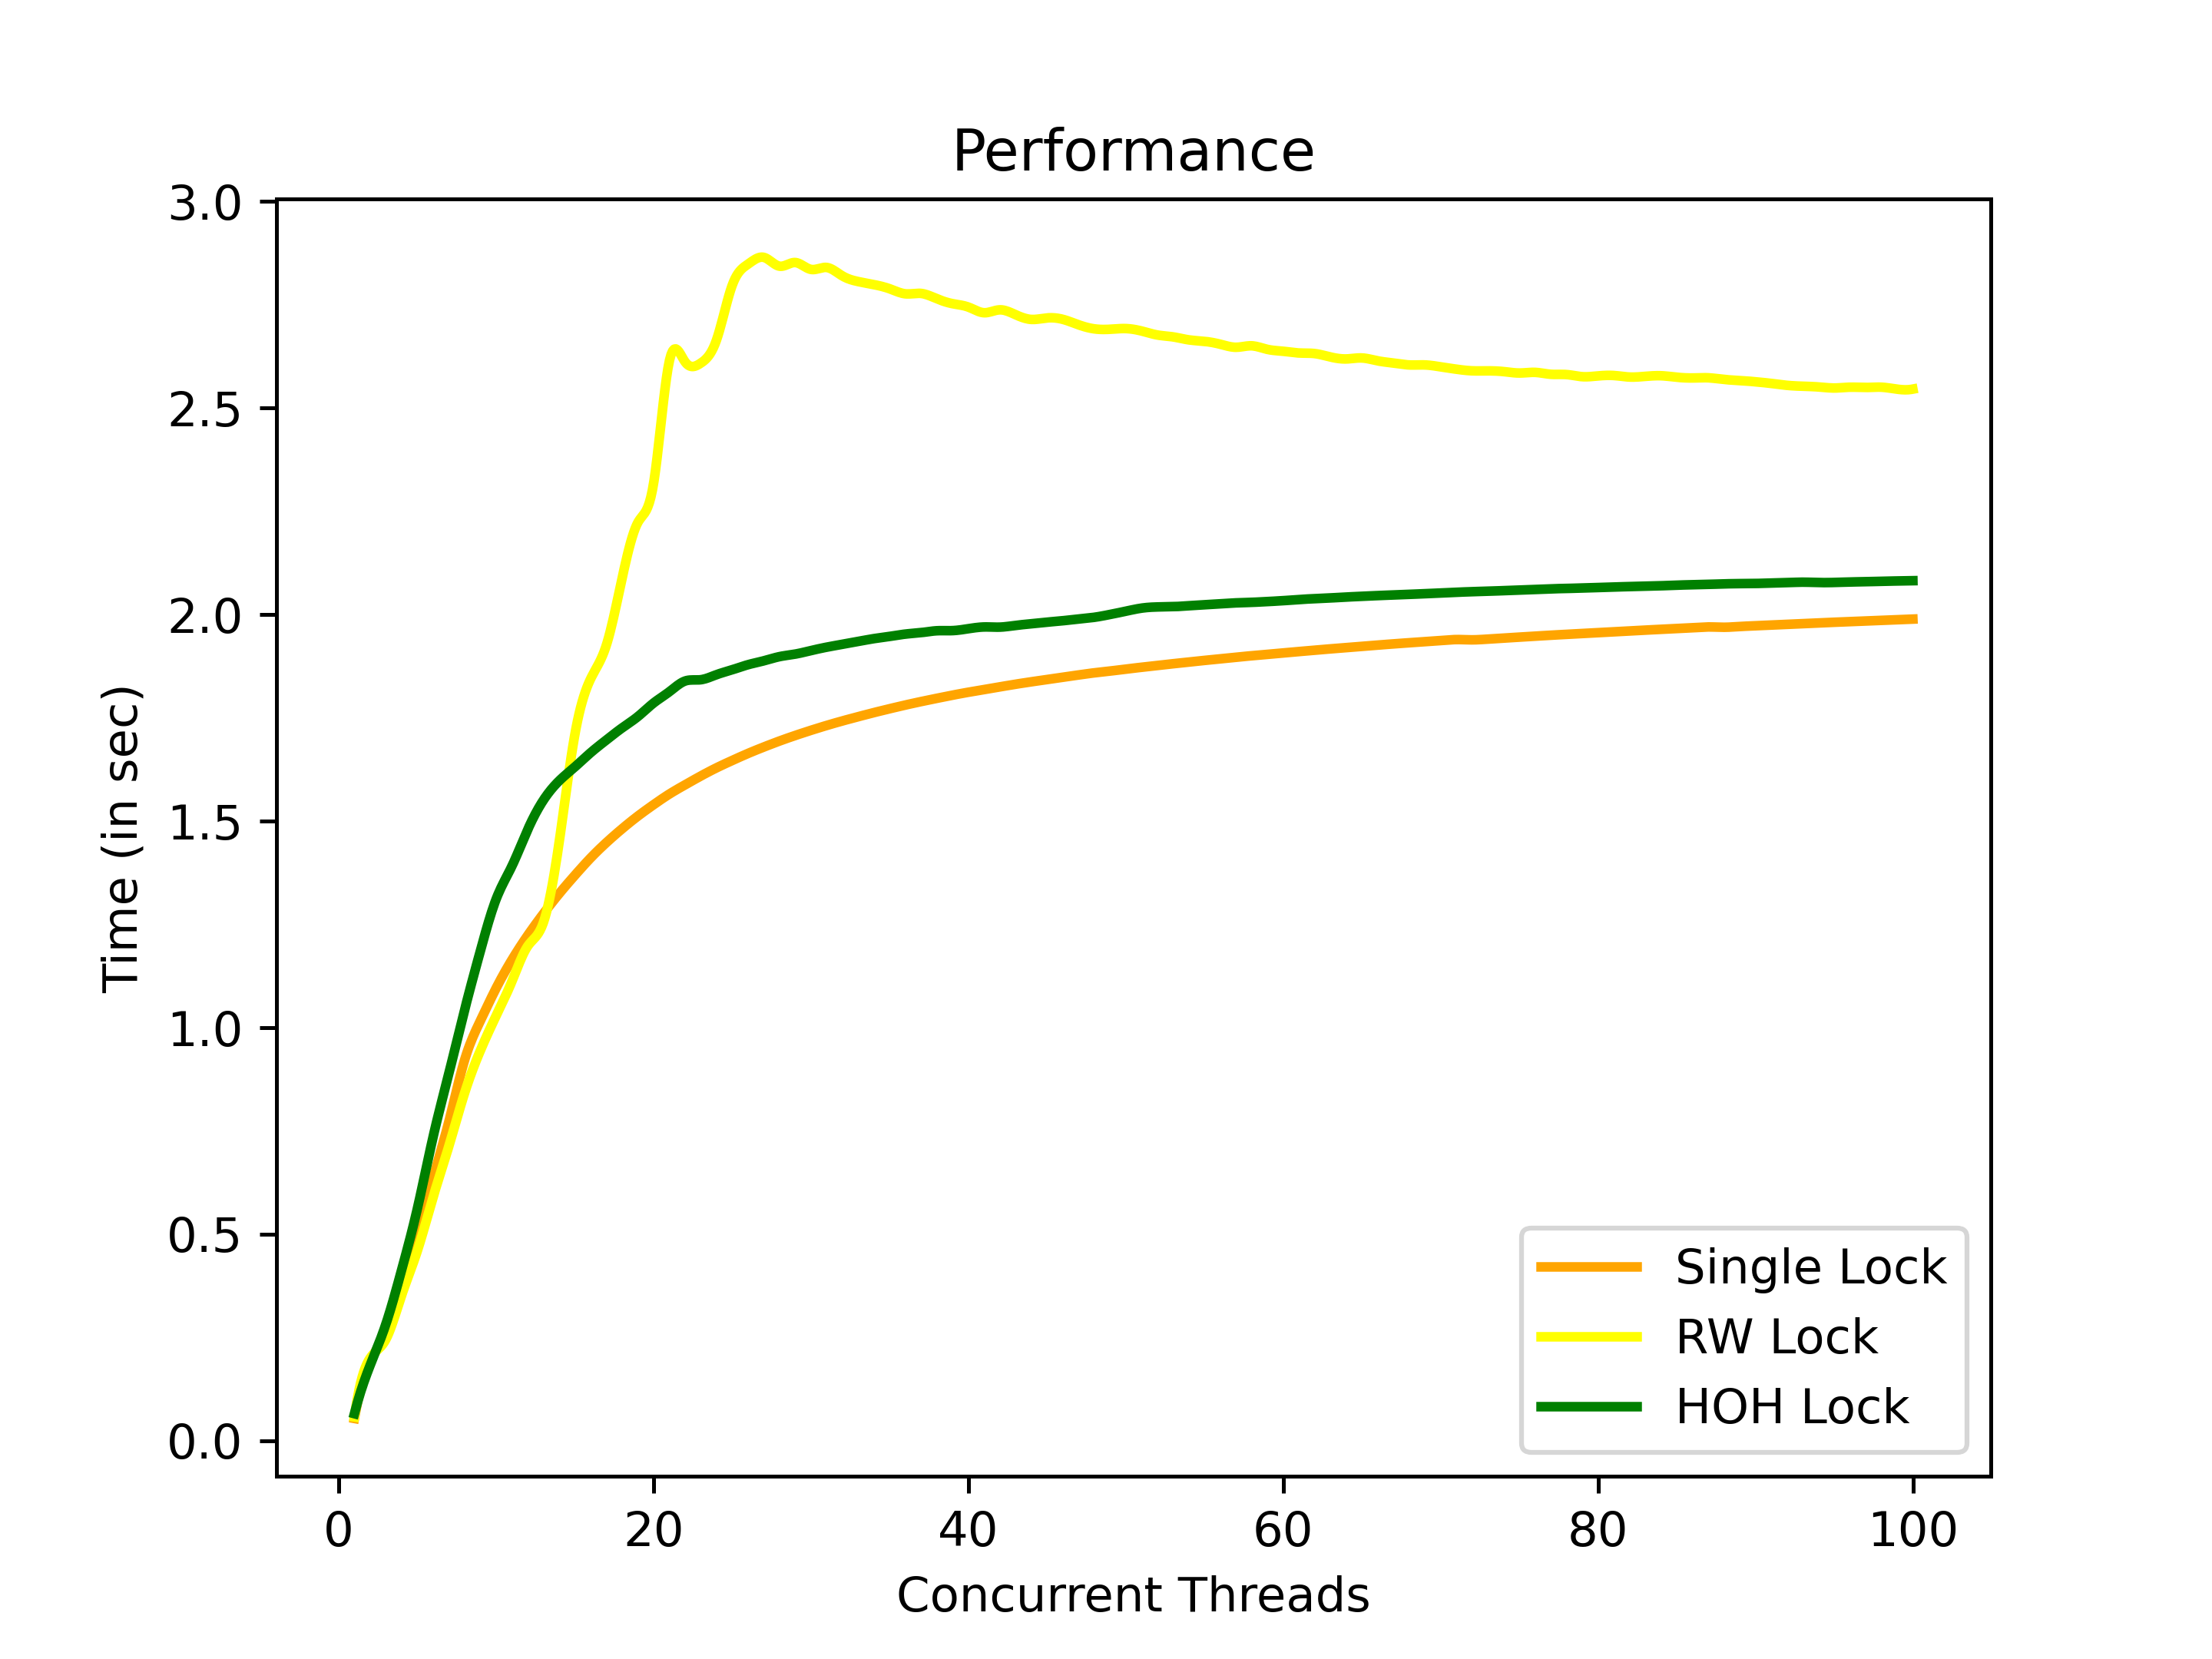 Performance
3.0
2.5
2.0
1.5
1.0
0.5
0.0
Time (in sec)
Single Lock
RW Lock
HOH Lock
0 20 40 60 80 100
Concurrent Threads